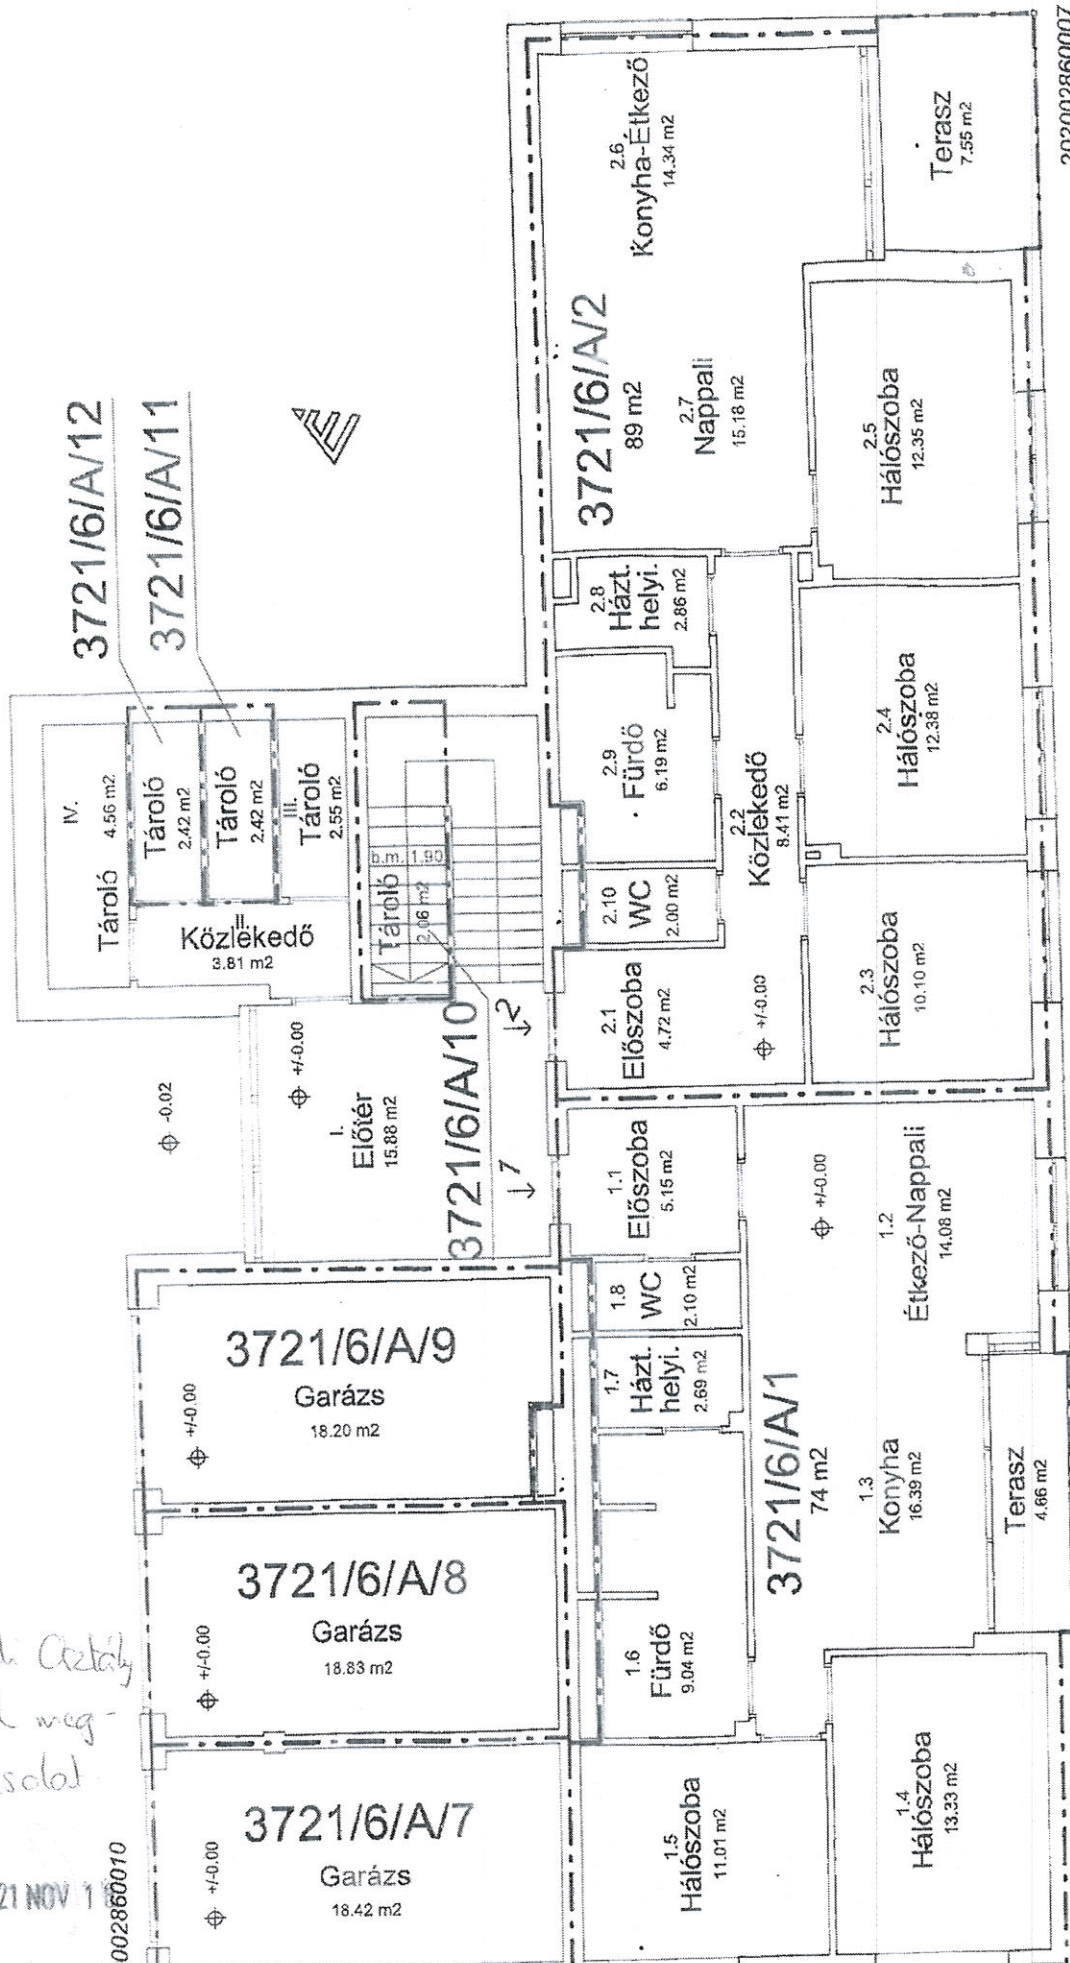 3721/6/A/12
3721/6/A/11
IV.
Tároló
4.56 m2
Tároló
2.42 m2
Tároló
2.42 m2
III.
Tároló
2.55 m2
II.
Közlekedő
3.81 m2
b.m. 1.90
Tároló
2.06 m2
3721/6/A/10
-0.02
+/-0.00
I.
Előtér
15.88 m2
2
1
2.6
Konyha-Étkező
14.34 m2
Terasz
7.55 m2
202002860007
3721/6/A/2
89 m2
2.7
Nappali
15.18 m2
2.5
Hálószoba
12.35 m2
2.8
Házt.
helyi.
2.86 m2
2.9
Fürdő
6.19 m2
2.2
Közlekedő
8.41 m2
2.4
Hálószoba
12.38 m2
2.10
WC
2.00 m2
2.1
Előszoba
4.72 m2
+/-0.00
2.3
Hálószoba
10.10 m2
1.1
Előszoba
5.15 m2
+/-0.00
1.2
Étkező-Nappali
14.08 m2
1.8
WC
2.10 m2
1.7
Házt.
helyi.
2.69 m2
3721/6/A/1
74 m2
1.3
Konyha
16.39 m2
Terasz
4.66 m2
1.6
Fürdő
9.04 m2
1.5
Hálószoba
11.01 m2
1.4
Hálószoba
13.33 m2
3721/6/A/9
Garázs
18.20 m2
+/-0.00
3721/6/A/8
Garázs
18.83 m2
+/-0.00
3721/6/A/7
Garázs
18.42 m2
+/-0.00
Osztály
meg-
21 NOV 1
002860010